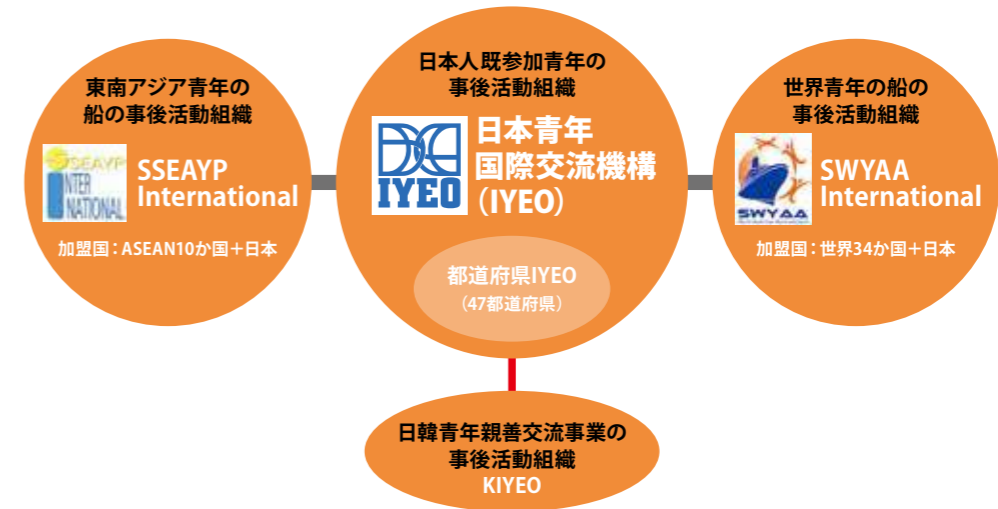 東南アジア青年の
船の事後活動組織
SSEAYP
INTER
NATIONAL
SSEAYP
International
加盟国：ASEAN10か国＋日本
日本人既参加青年の
事後活動組織
IYEO
日本青年
国際交流機構
（IYEO）
都道府県IYEO
（47都道府県）
世界青年の船の
事後活動組織
SWYAA
SWYAA
International
加盟国：世界34か国＋日本
日韓青年親善交流事業の
事後活動組織
KIYEO